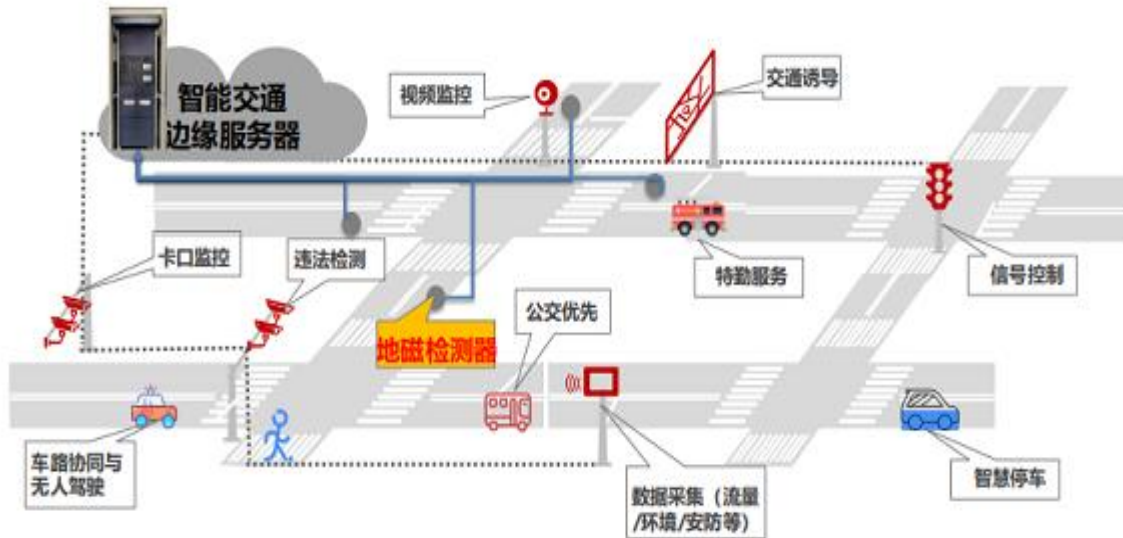 智能交通
边缘服务器
视频监控
交通诱导
卡口监控
违法检测
特勤服务
信号控制
地磁检测器
公交优先
车路协同与
无人驾驶
数据采集（流量
/环境/安防等）
智慧停车